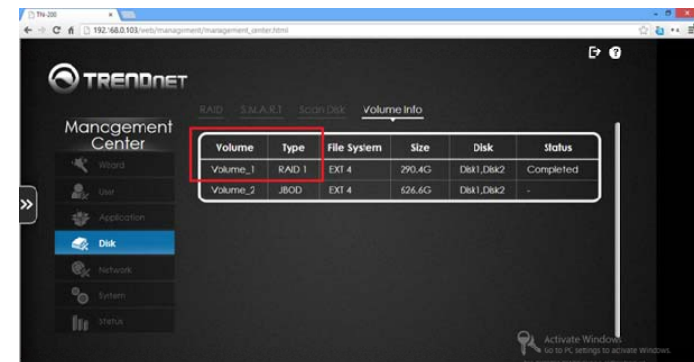 TN-200
192.168.0.103/web/management/management_center.html
TRENDNET
RAID S.M.A.R.T Scan Disk Volume Info
Management
Center
Volume Type File System Size Disk Status
Volume_1 RAID 1 EXT 4 290.4G Disk1,Disk2 Completed
Volume_2 JBOD EXT 4 626.6G Disk1,Disk2 -
Wizard
User
Application
Disk
Network
System
Status
Activate Windows
Go to PC settings to activate Windows.